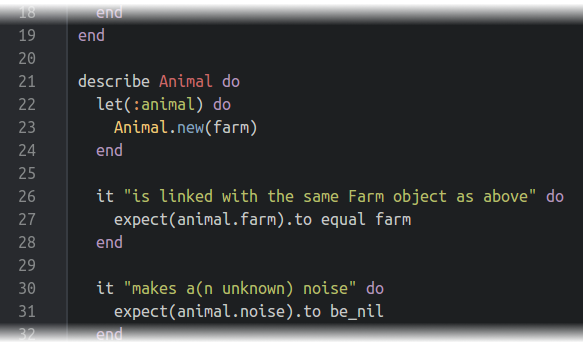 18     end
19   end
20
21   describe Animal do
22     let(:animal) do
23       Animal.new(farm)
24     end
25
26     it "is linked with the same Farm object as above" do
27       expect(animal.farm).to equal farm
28     end
29
30     it "makes a(n unknown) noise" do
31       expect(animal.noise).to be_nil
32     end